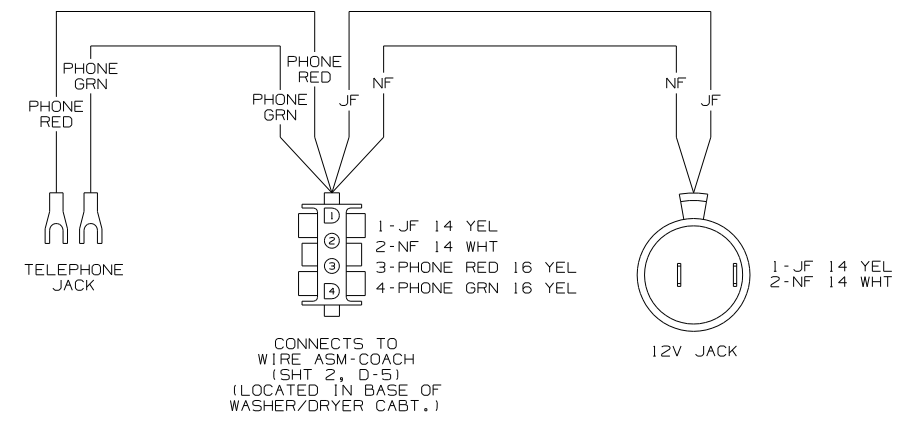 PHONE
RED
PHONE
GRN
PHONE
GRN
PHONE
RED
JF
NF
NF
JF
TELEPHONE
JACK
1
2
3
4
1-JF 14 YEL
2-NF 14 WHT
3-PHONE RED 16 YEL
4-PHONE GRN 16 YEL
CONNECTS TO
WIRE ASM-COACH
(SHT 2, D-5)
(LOCATED IN BASE OF
WASHER/DRYER CABT.)
1-JF 14 YEL
2-NF 14 WHT
12V JACK